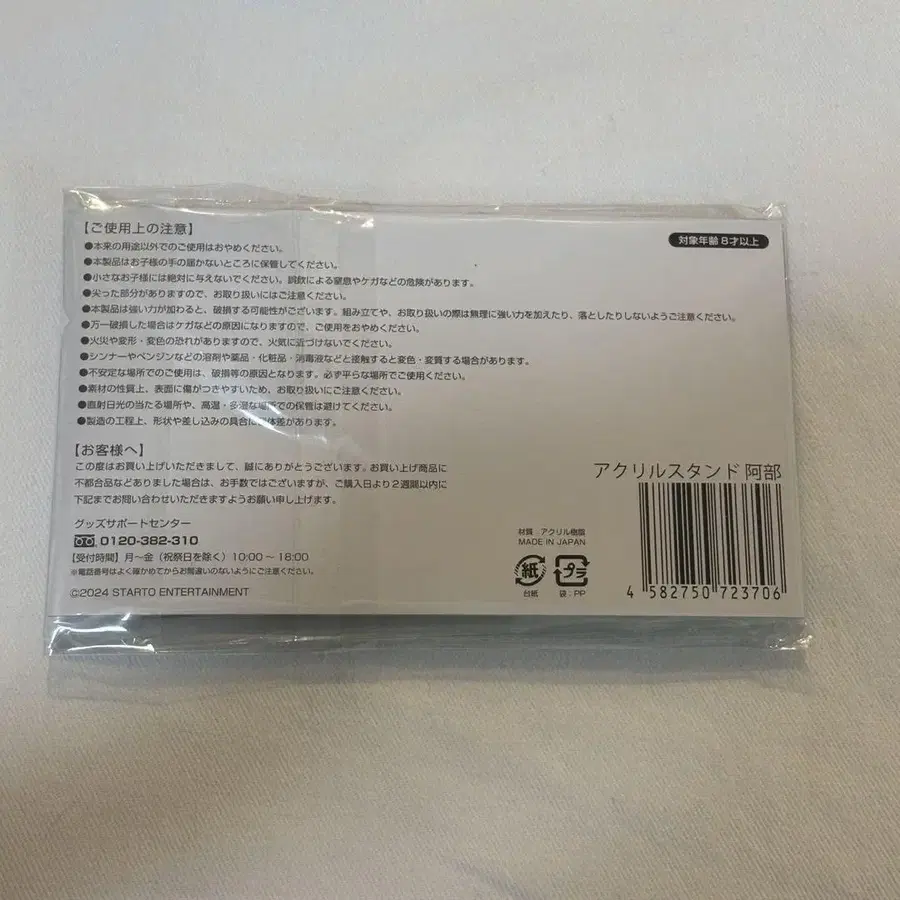 【ご使用上の注意】
対象年齢 8才以上
●本来の用途以外でのご使用はおやめください。
●本製品はお子様の手の届かないところに保管してください。
●小さなお子様には絶対に与えないでください。誤飲による窒息やケガなどの危険があります。
●尖った部分がありますので、お取り扱いにはご注意ください。
●本製品は強い力が加わると、破損する可能性がございます。組み立てや、お取り扱いの際は無理に強い力を加えたり、落としたりしないようご注意ください。
●万一破損した場合はケガなどの原因になりますので、ご使用をおやめください。
●火災や変形・変色の恐れがありますので、火気に近づけないでください。
●シンナーやベンジンなどの溶剤や薬品・化粧品・消毒液などと接触すると変色・変質する場合があります。
●不安定な場所でのご使用は、破損等の原因となります。必ず平らな場所でご使用ください。
●素材の性質上、表面に傷がつきやすいため、お取り扱いにご注意ください。
●直射日光の当たる場所や、高温・多湿な場所での保管は避けてください。
●製造の工程上、形状や差し込みの具合に個体差があります。
【お客様へ】
この度はお買い上げいただきまして、誠にありがとうございます。お買い上げ商品に
不都合などありました場合は、お手数ではございますが、ご購入日より2週間以内に
下記までお問い合わせいただきますようお願い申し上げます。
グッズサポートセンター
0120-382-310
【受付時間】月～金（祝祭日を除く）10:00～18:00
※電話番号はよく確かめてからお間違いのないようにご注意ください。
©2024 STARTO ENTERTAINMENT
材質 アクリル樹脂
MADE IN JAPAN
紙
台紙
プラ
袋:PP
アクリルスタンド 阿部
4 582750 723706